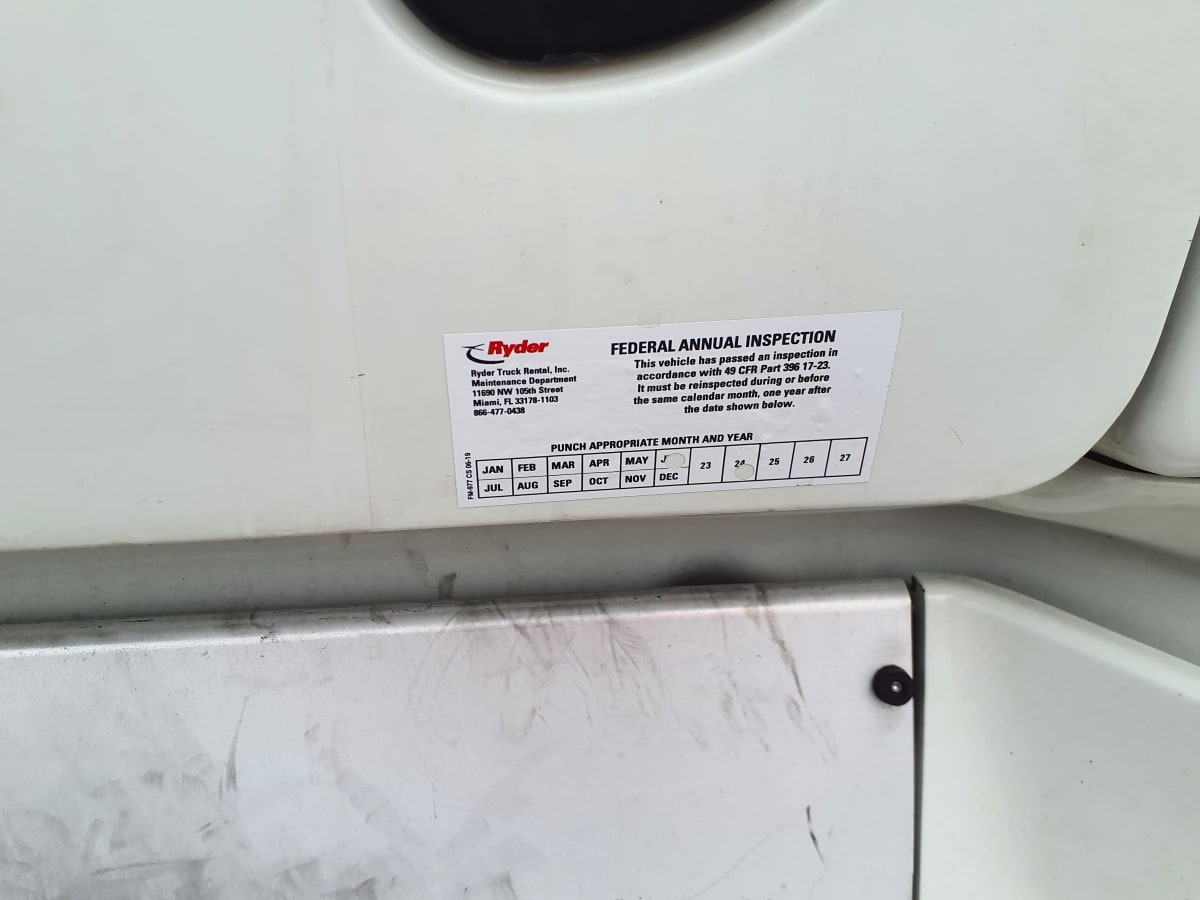 Ryder
Ryder Truck Rental, Inc.
Maintenance Department
11690 NW 105th Street
Miami, FL 33178-1103
866-477-0438
FEDERAL ANNUAL INSPECTION
This vehicle has passed an inspection in
accordance with 49 CFR Part 396 17-23.
It must be reinspected during or before
the same calendar month, one year after
the date shown below.
PUNCH APPROPRIATE MONTH AND YEAR
JAN FEB MAR APR MAY 23 24 25 26 27
JUL AUG SEP OCT NOV DEC
FM-977 CS 06-19